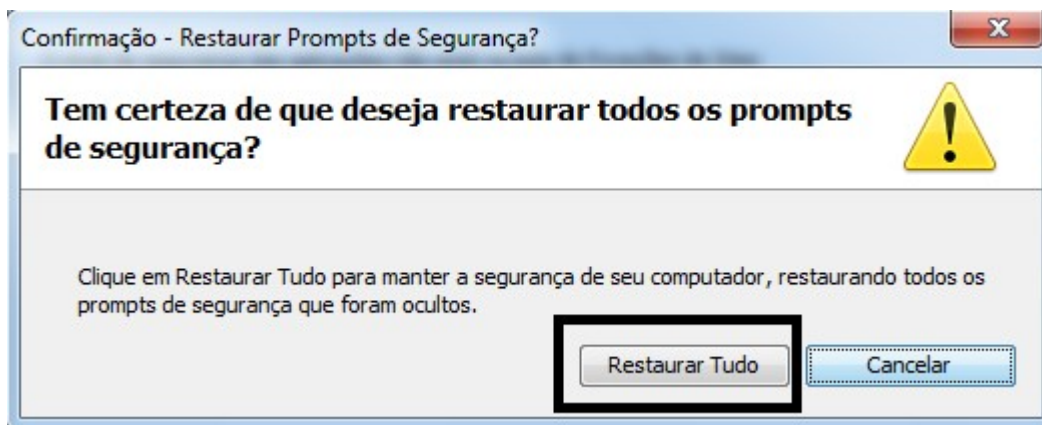 Confirmação - Restaurar Prompts de Segurança?
Tem certeza de que deseja restaurar todos os prompts
de segurança?
Clique em Restaurar Tudo para manter a segurança de seu computador, restaurando todos os
prompts de segurança que foram ocultos.
Restaurar Tudo
Cancelar